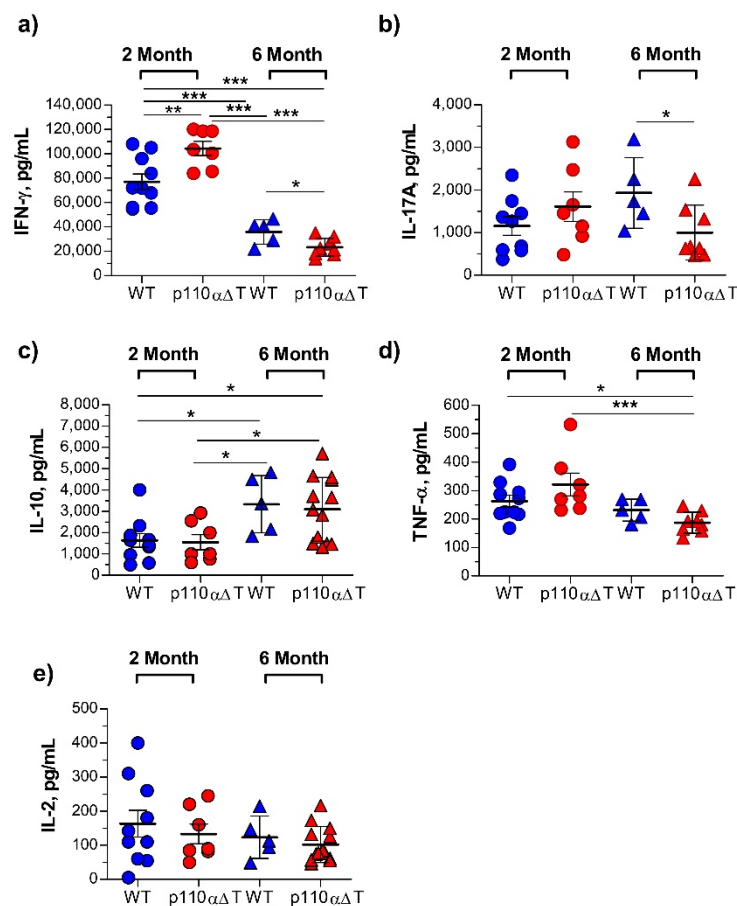 a)
2 Month 6 Month
***
***
** *** ***
*
IFN-γ, pg/mL
140,000
120,000
100,000
80,000
60,000
40,000
20,000
0
WT p110αΔT WT p110αΔT
b)
2 Month 6 Month
*
IL-17A, pg/mL
4,000
3,000
2,000
1,000
0
WT p110αΔT WT p110αΔT
c)
2 Month 6 Month
*
*
*
*
IL-10, pg/mL
8,000
7,000
6,000
5,000
4,000
3,000
2,000
1,000
0
WT p110αΔT WT p110αΔT
d)
2 Month 6 Month
*
***
TNF-α, pg/mL
600
500
400
300
200
100
0
WT p110αΔT WT p110αΔT
e)
2 Month 6 Month
IL-2, pg/mL
500
400
300
200
100
0
WT p110αΔT WT p110αΔT